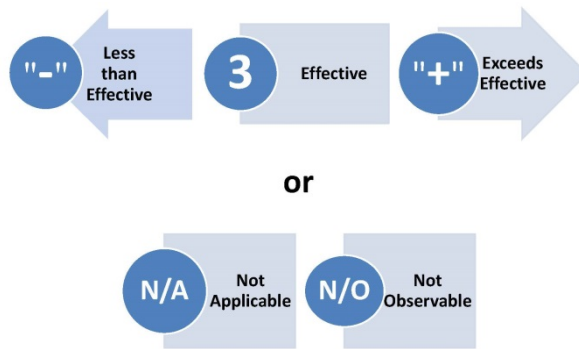 "-"
Less
than
Effective
3
Effective
"+"
Exceeds
Effective
or
N/A
Not
Applicable
N/O
Not
Observable